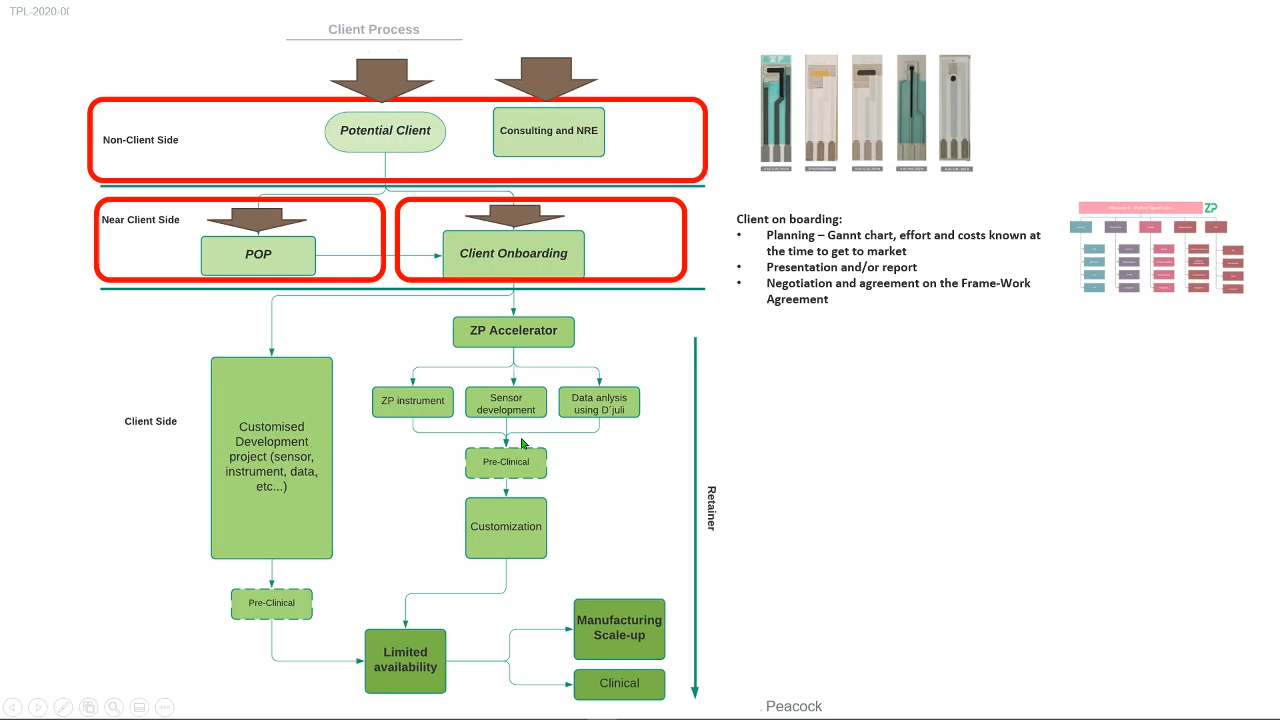 TPL-2020-00
Client Process
Potential Client
Consulting and NRE
Non-Client Side
Near Client Side
POP
Client Onboarding
ZP Accelerator
ZP instrument
Sensor
development
Data anlysis
using D`juli
Client Side
Customised
Development
project (sensor,
instrument, data,
etc...)
Pre-Clinical
Customization
Retainer
Pre-Clinical
Limited
availability
Manufacturing
Scale-up
Clinical
Client on boarding:
• Planning – Gannt chart, effort and costs known at
the time to get to market
• Presentation and/or report
• Negotiation and agreement on the Frame-Work
Agreement
ZP
. Peacock